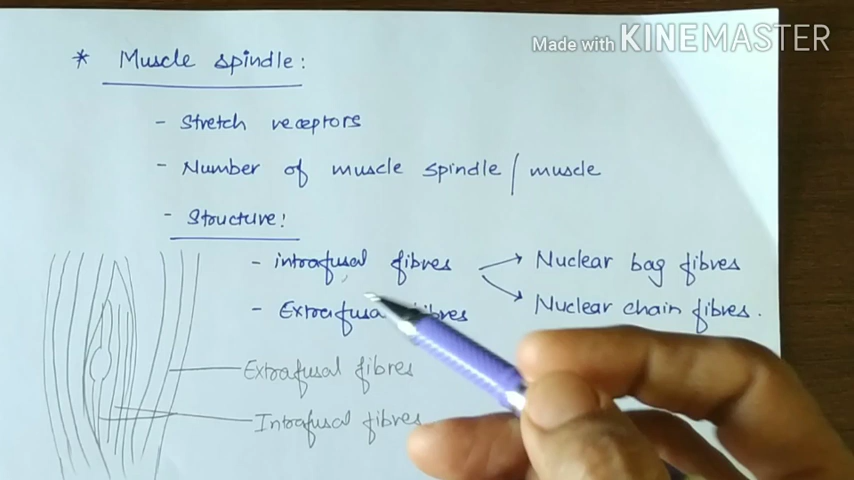 Made with KINEMASTER
* Muscle spindle:
- Stretch receptors
- Number of muscle spindle / muscle
- Structure:
- intrafusal fibres → Nuclear bag fibres
→ Nuclear chain fibres.
- Extrafusal fibres
Extrafusal fibres
Intrafusal fibres